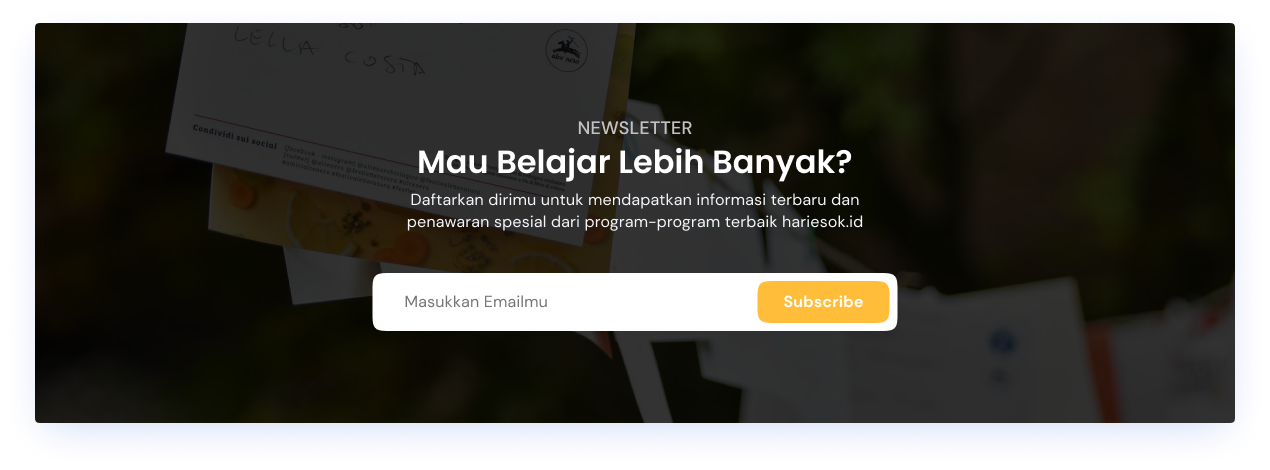 LELLA COSTA
Condividi sui social
NEWSLETTER
Mau Belajar Lebih Banyak?
Daftarkan dirimu untuk mendapatkan informasi terbaru dan
penawaran spesial dari program-program terbaik hariesok.id
Masukkan Emailmu
Subscribe